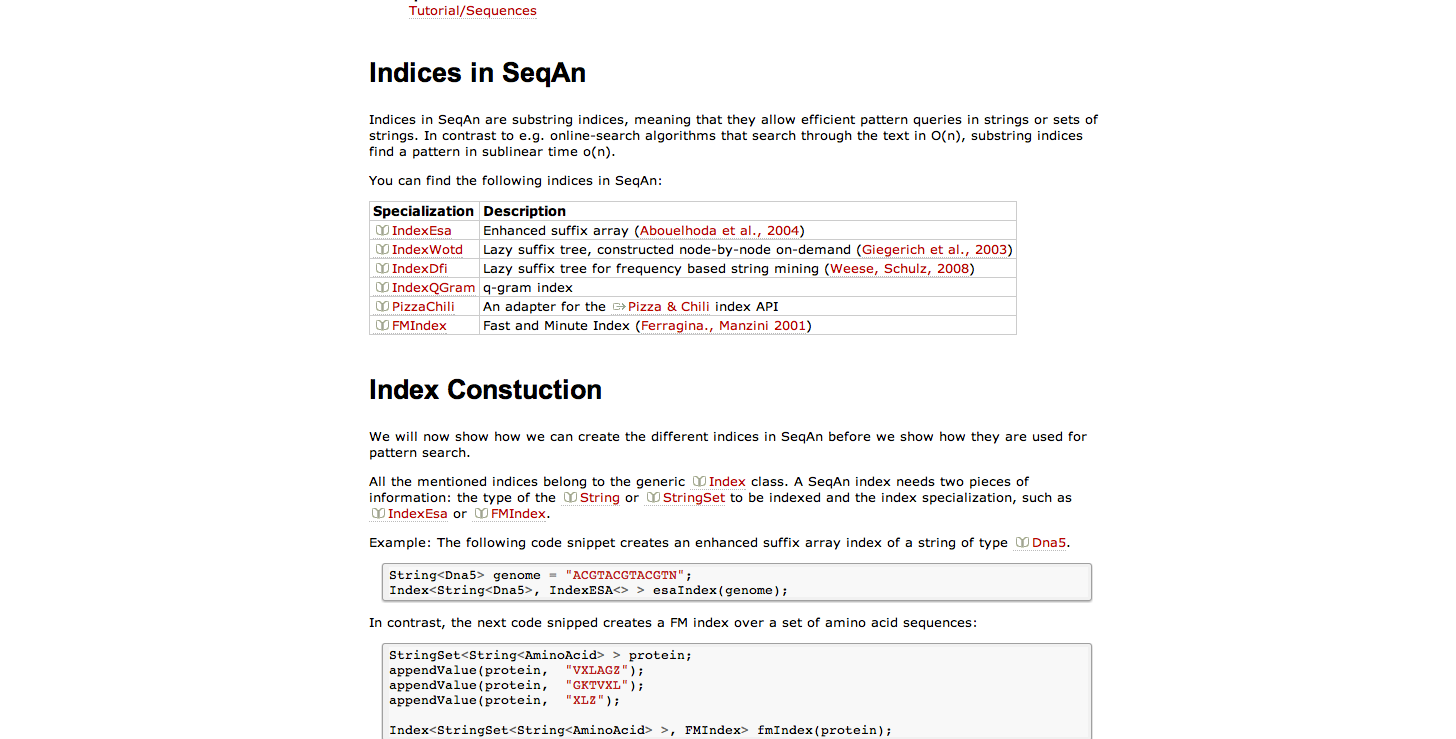 Tutorial/Sequences
Indices in SeqAn
Indices in SeqAn are substring indices, meaning that they allow efficient pattern queries in strings or sets of
strings. In contrast to e.g. online-search algorithms that search through the text in O(n), substring indices
find a pattern in sublinear time o(n).
You can find the following indices in SeqAn:
Specialization Description
IndexEsa Enhanced suffix array (Abouelhoda et al., 2004)
IndexWotd Lazy suffix tree, constructed node-by-node on-demand (Giegerich et al., 2003)
IndexDfi Lazy suffix tree for frequency based string mining (Weese, Schulz, 2008)
IndexQGram q-gram index
PizzaChili An adapter for the Pizza & Chili index API
FMIndex Fast and Minute Index (Ferragina., Manzini 2001)
Index Constuction
We will now show how we can create the different indices in SeqAn before we show how they are used for
pattern search.
All the mentioned indices belong to the generic Index class. A SeqAn index needs two pieces of
information: the type of the String or StringSet to be indexed and the index specialization, such as
IndexEsa or FMIndex.
Example: The following code snippet creates an enhanced suffix array index of a string of type Dna5.
String<Dna5> genome = "ACGTACGTACGTN";
Index<String<Dna5>, IndexESA<> > esaIndex(genome);
In contrast, the next code snipped creates a FM index over a set of amino acid sequences:
StringSet<String<AminoAcid> > protein;
appendValue(protein, "VXLAGZ");
appendValue(protein, "GKTVXL");
appendValue(protein, "XLZ");
Index<StringSet<String<AminoAcid> >, FMIndex> fmIndex(protein);